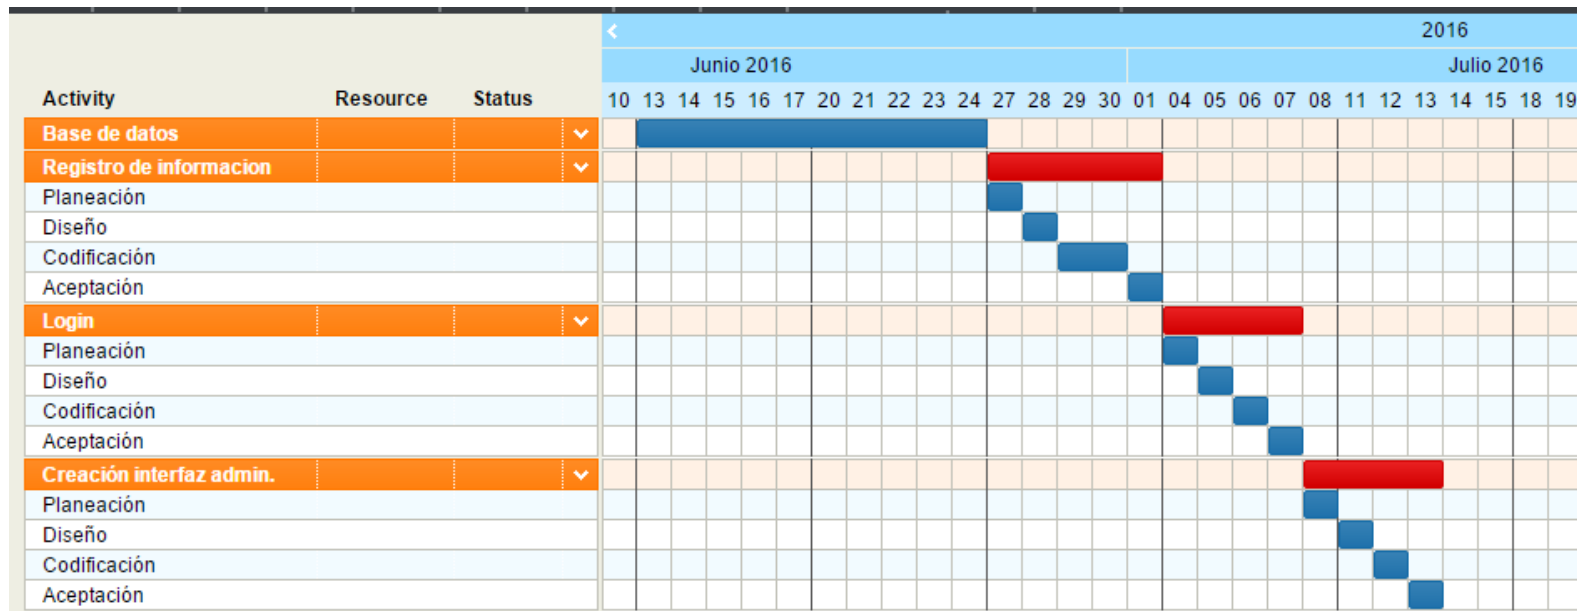 2016
Junio 2016 Julio 2016
Activity Resource Status 10 13 14 15 16 17 20 21 22 23 24 27 28 29 30 01 04 05 06 07 08 11 12 13 14 15 18 19
Base de datos
Registro de informacion
Planeación
Diseño
Codificación
Aceptación
Login
Planeación
Diseño
Codificación
Aceptación
Creación interfaz admin.
Planeación
Diseño
Codificación
Aceptación